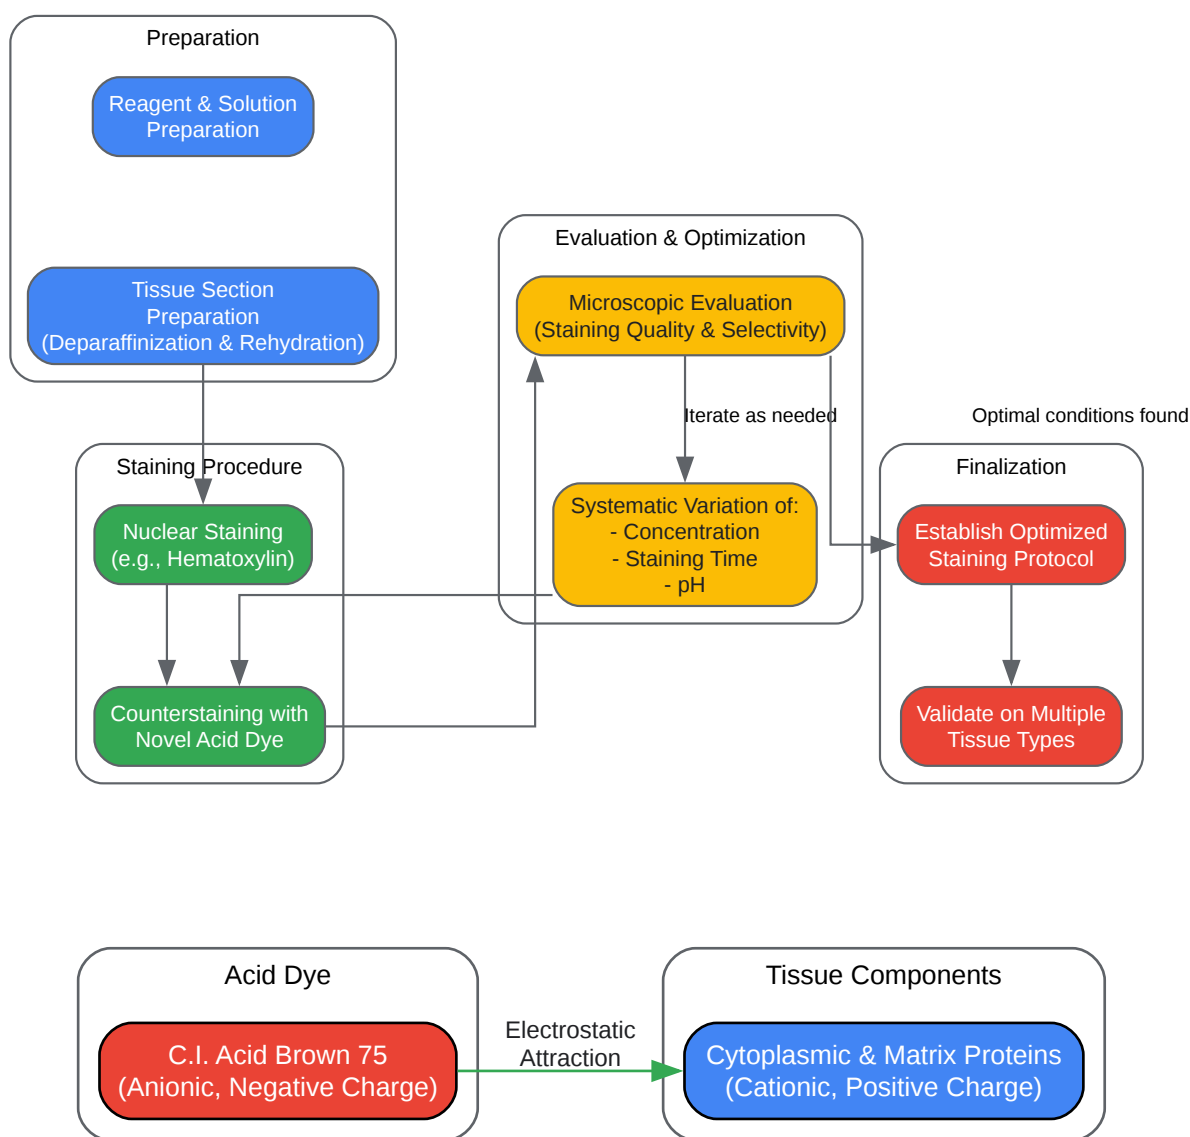 Preparation
Reagent & Solution
Preparation
Tissue Section
Preparation
(Deparaffinization & Rehydration)
Staining Procedure
Nuclear Staining
(e.g., Hematoxylin)
Counterstaining with
Novel Acid Dye
Evaluation & Optimization
Microscopic Evaluation
(Staining Quality & Selectivity)
Iterate as needed
Systematic Variation of:
- Concentration
- Staining Time
- pH
Optimal conditions found
Finalization
Establish Optimized
Staining Protocol
Validate on Multiple
Tissue Types
Acid Dye
C.I. Acid Brown 75
(Anionic, Negative Charge)
Electrostatic
Attraction
Tissue Components
Cytoplasmic & Matrix Proteins
(Cationic, Positive Charge)